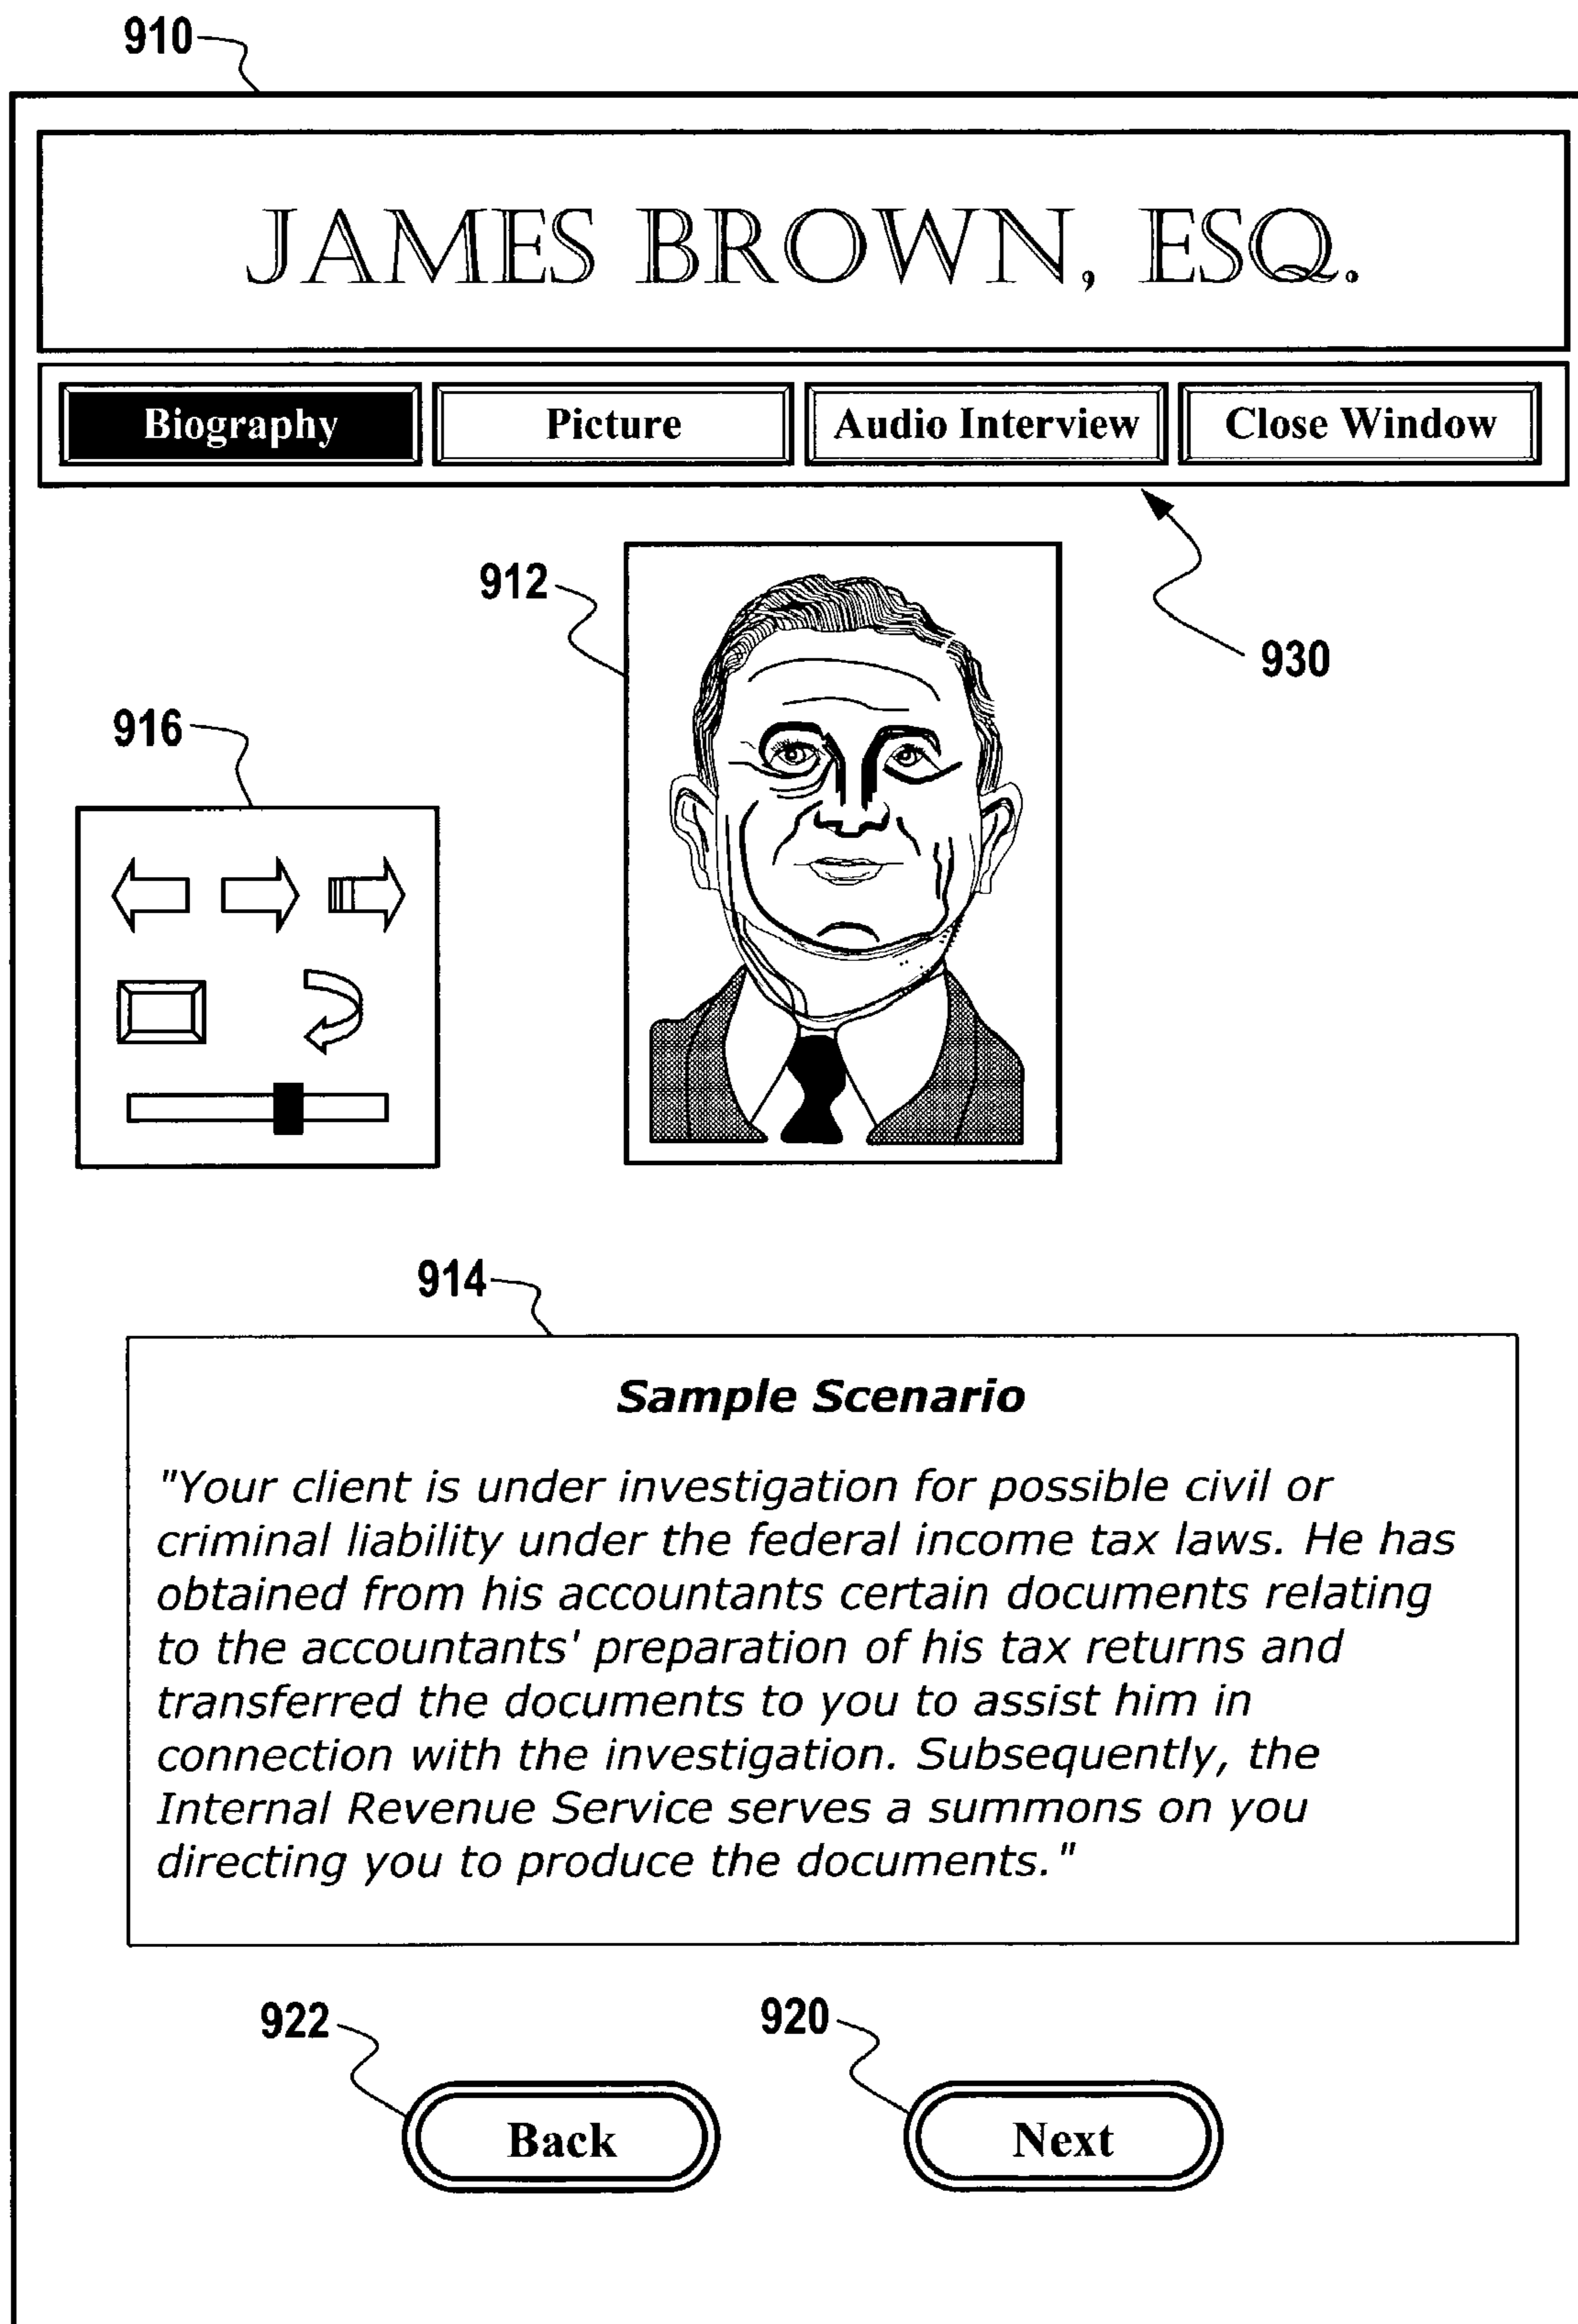 910
JAMES BROWN, ESQ.
Biography Picture Audio Interview Close Window
912
930
916
914
Sample Scenario
"Your client is under investigation for possible civil or
criminal liability under the federal income tax laws. He has
obtained from his accountants certain documents relating
to the accountants' preparation of his tax returns and
transferred the documents to you to assist him in
connection with the investigation. Subsequently, the
Internal Revenue Service serves a summons on you
directing you to produce the documents."
922
920
Back Next